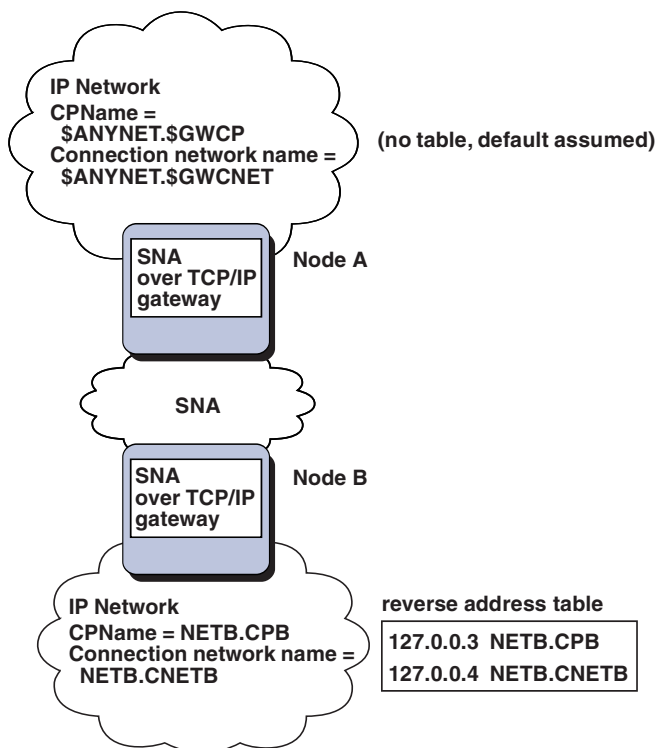 IP Network
CPName =
$ANYNET.$GWCP
Connection network name =
$ANYNET.$GWCNET
(no table, default assumed)
SNA
over TCP/IP
gateway
Node A
SNA
SNA
over TCP/IP
gateway
Node B
IP Network
CPName = NETB.CPB
Connection network name =
NETB.CNETB
reverse address table
127.0.0.3 NETB.CPB
127.0.0.4 NETB.CNETB